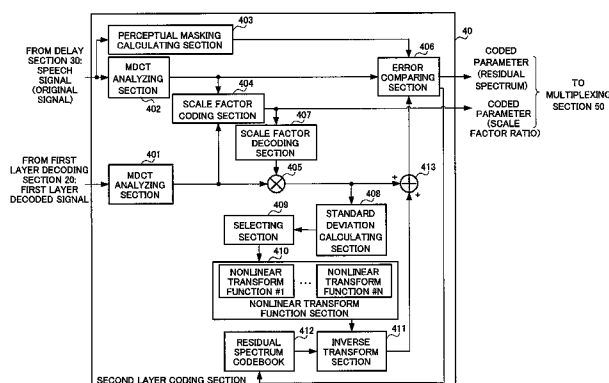 403
PERCEPTUAL MASKING
CALCULATING SECTION
406
40
FROM DELAY
SECTION 30:
SPEECH
SIGNAL
(ORIGINAL
SIGNAL)
MDCT
ANALYZING
SECTION
402
404
ERROR
COMPARING
SECTION
CODED
PARAMETER
(RESIDUAL
SPECTRUM)
SCALE FACTOR
CODING SECTION
407
CODED
PARAMETER
(SCALE
FACTOR RATIO)
TO
MULTIPLEXING
SECTION 50
SCALE FACTOR
DECODING
SECTION
FROM FIRST
LAYER DECODING
SECTION 20:
FIRST LAYER
DECODED SIGNAL
401
MDCT
ANALYZING
SECTION
405
413
+
+
408
409
SELECTING
SECTION
STANDARD
DEVIATION
CALCULATING
SECTION
410
NONLINEAR
TRANSFORM
FUNCTION #1
...
NONLINEAR
TRANSFORM
FUNCTION #N
NONLINEAR TRANSFORM
FUNCTION SECTION
412
411
RESIDUAL
SPECTRUM
CODEBOOK
INVERSE
TRANSFORM
SECTION
SECOND LAYER CODING SECTION